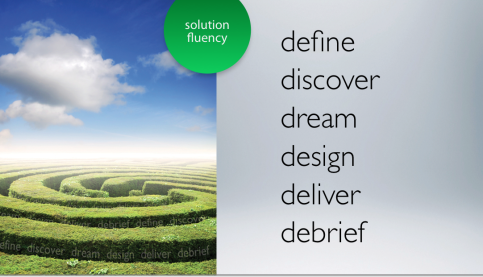 solution
fluency
define
discover
dream
design
deliver
debrief
define discover dream design deliver debrief